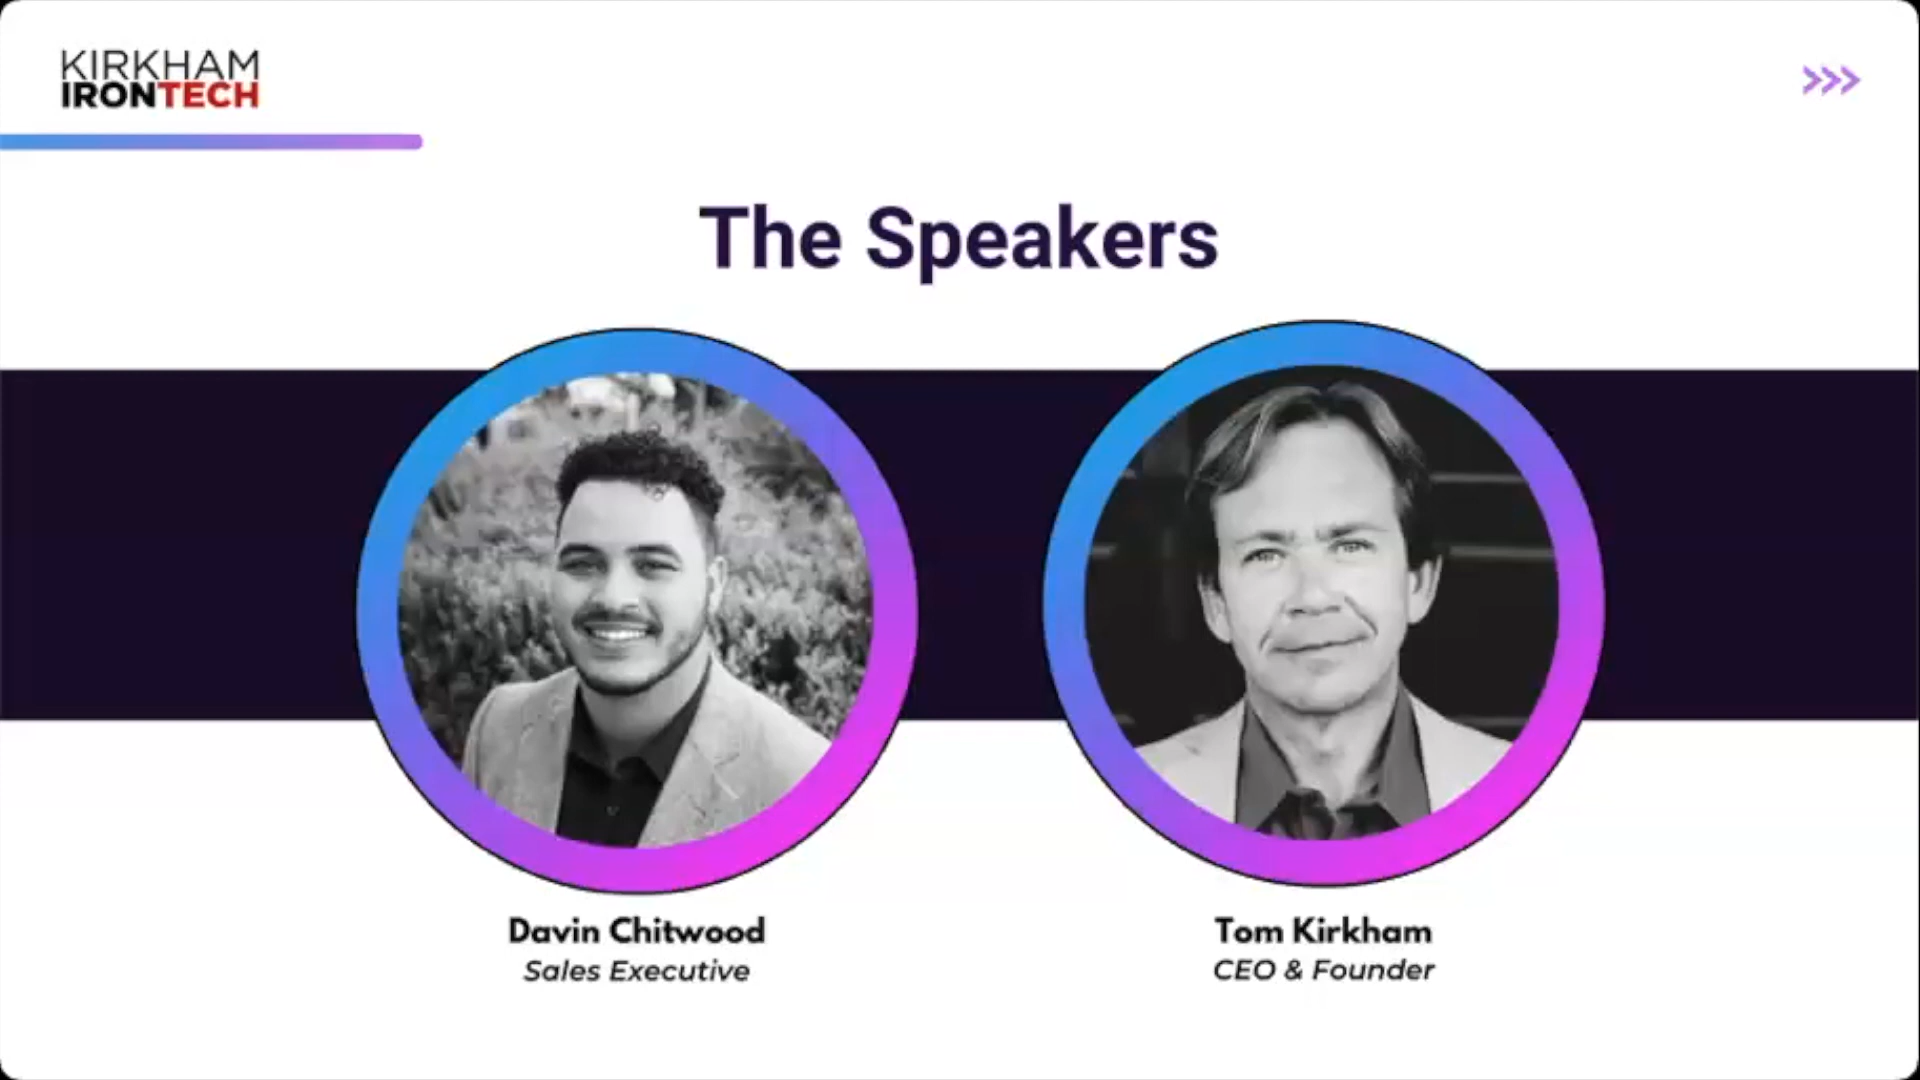 KIRKHAM
IRONTECH
The Speakers
Davin Chitwood
Sales Executive
Tom Kirkham
CEO & Founder